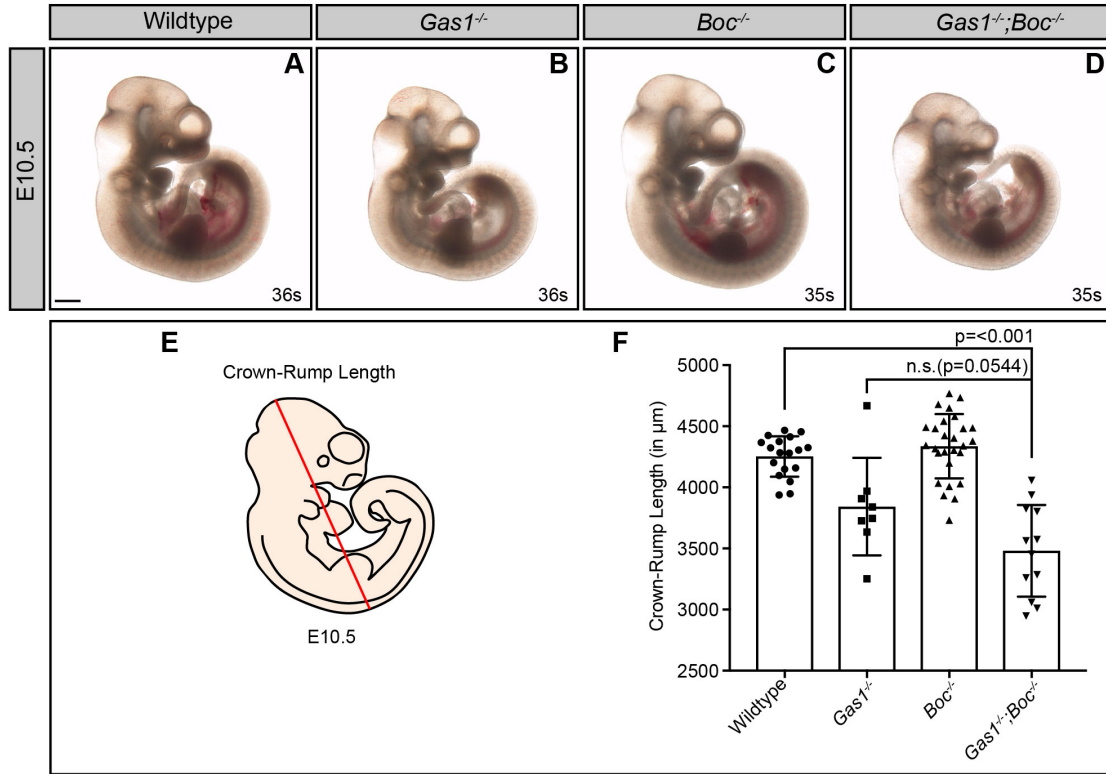 Wildtype
Gas1-/-
Boc-/-
Gas1-/-;Boc-/-
E10.5
A
B
C
D
36s
36s
35s
35s
E
Crown-Rump Length
E10.5
F
p=<0.001
n.s.(p=0.0544)
Crown-Rump Length (in µm)
5000
4500
4000
3500
3000
2500
Wildtype
Gas1-/-
Boc-/-
Gas1-/-;Boc-/-